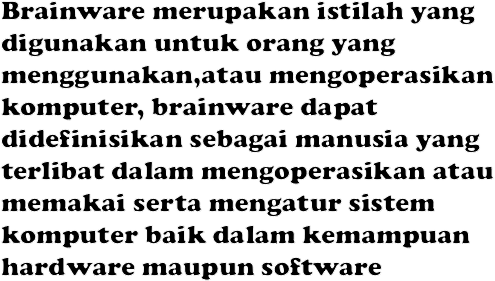 Brainware merupakan istilah yang
digunakan untuk orang yang
menggunakan,atau mengoperasikan
komputer, brainware dapat
didefinisikan sebagai manusia yang
terlibat dalam mengoperasikan atau
memakai serta mengatur sistem
komputer baik dalam kemampuan
hardware maupun software